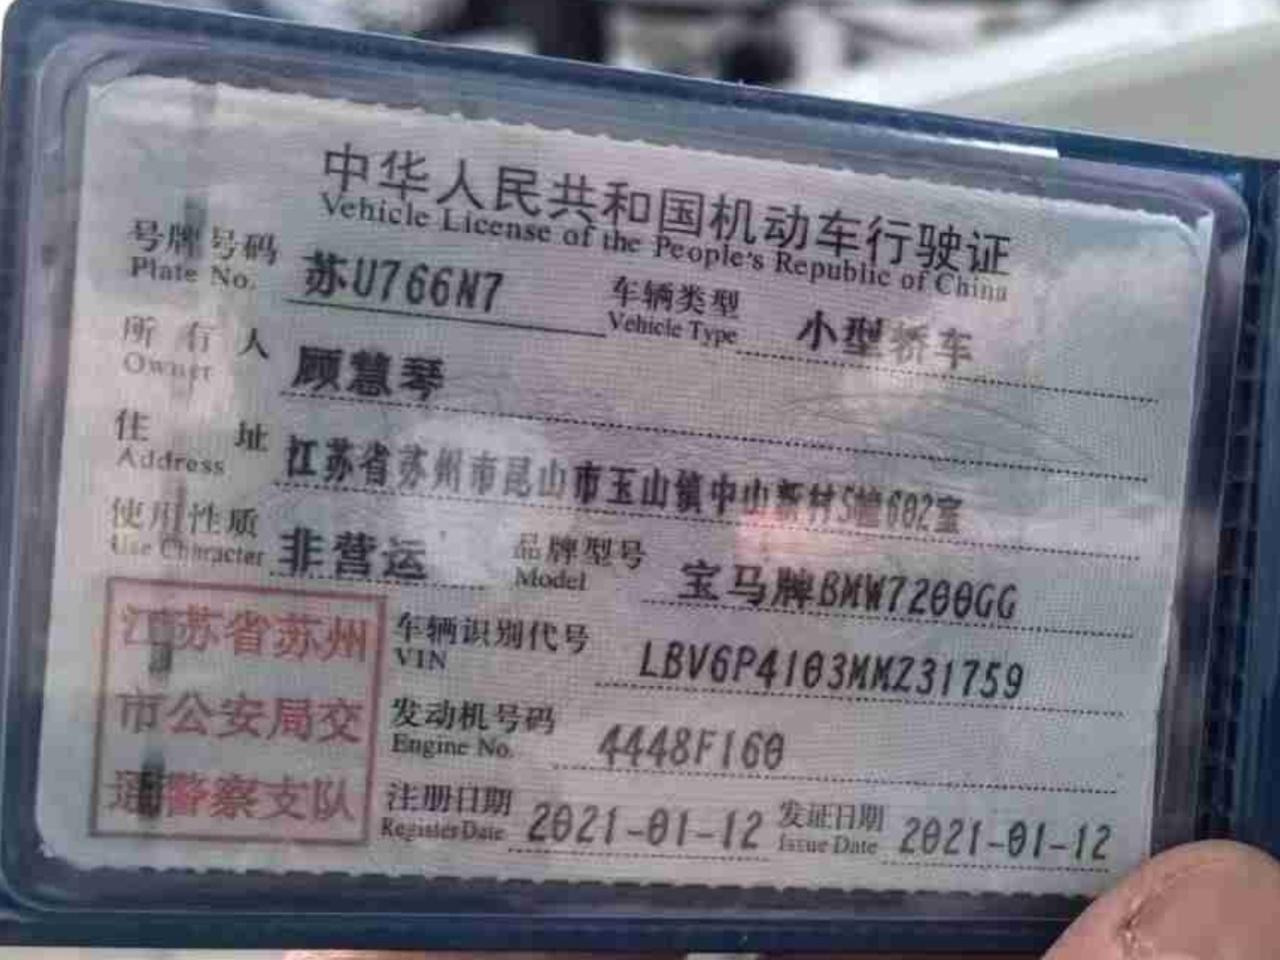 中华人民共和国机动车行驶证
Vehicle License of the People's Republic of China
号牌号码 苏U766N7 车辆类型 小型轿车
Plate No. Vehicle Type
所有人 顾慧琴
Owner
住址 江苏省苏州市昆山市玉山镇中山新村5幢602室
Address
使用性质 非营运 品牌型号 宝马牌BMW7200GG
Use Character Model
江苏省苏州
市公安局交
通警察支队
车辆识别代号 LBV6P4103MMZ31759
VIN
发动机号码 4448F160
Engine No.
注册日期 2021-01-12 发证日期 2021-01-12
Register Date Issue Date